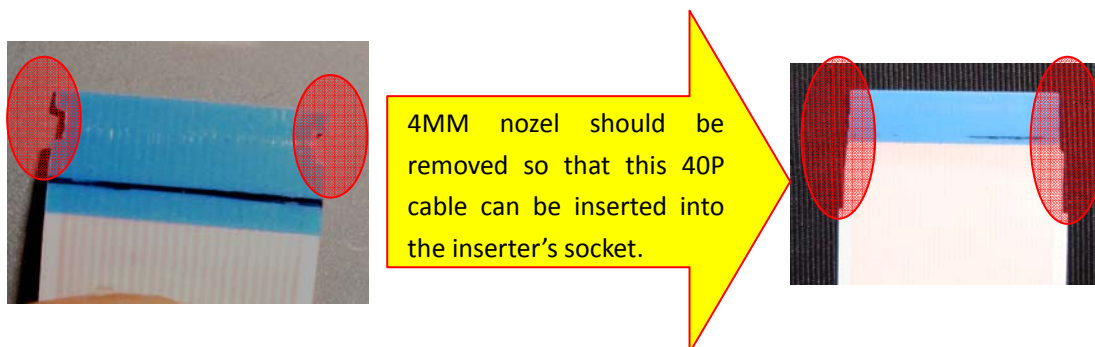 4MM nozel should be
removed so that this 40P
cable can be inserted into
the inserter’s socket.